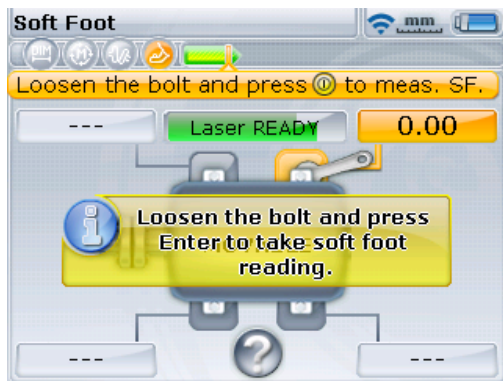 Soft Foot
mm
DIM
M
Loosen the bolt and press to meas. SF.
---
Laser READY
0.00
Loosen the bolt and press
Enter to take soft foot
reading.
?
---
---